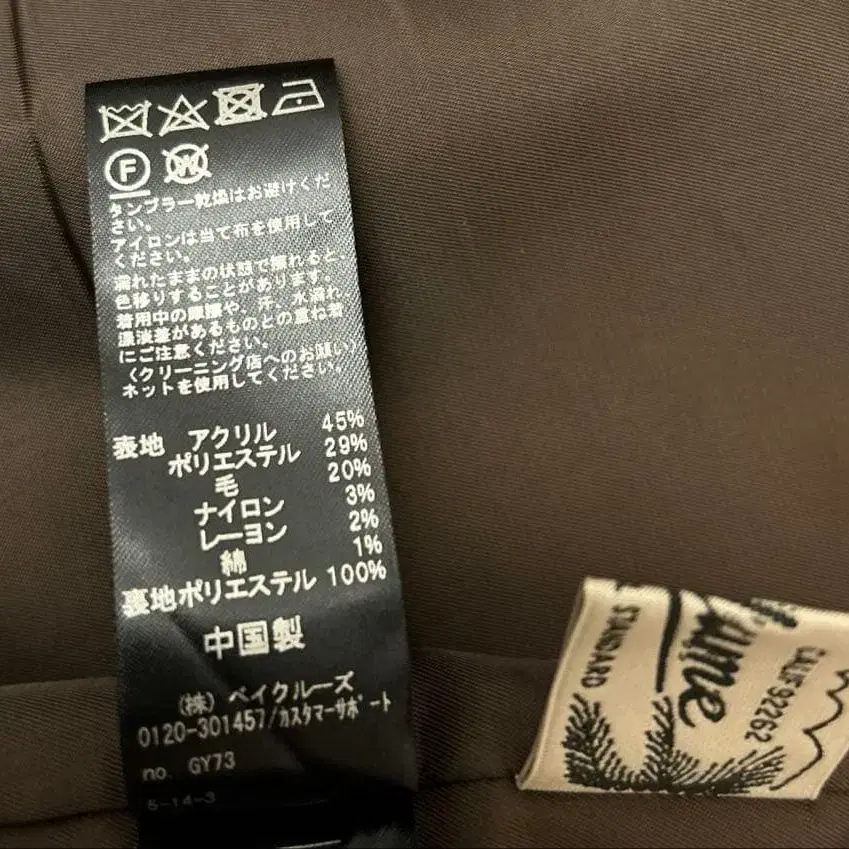 F
W
タンブラー乾燥はお避けくだ
さい。
アイロンは当て布を使用して
ください。
濡れたままの状態で擦れると、
色移りすることがあります。
着用中の摩擦や、汗、水濡れ、
濃淡差があるものとの重ね着
にご注意ください。
〈クリーニング店へのお願い〉
ネットを使用してください。
表地 アクリル 45%
ポリエステル 29%
毛 20%
ナイロン 3%
レーヨン 2%
綿 1%
裏地ポリエステル 100%
中国製
(株) ベイクルーズ
0120-301457/カスタマーサポート
no. GY73
5-14-3
STANDARD
CALIF 92262